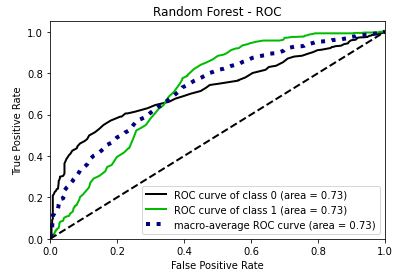 Random Forest - ROC
True Positive Rate
1.0
0.8
0.6
0.4
0.2
0.0
ROC curve of class 0 (area = 0.73)
ROC curve of class 1 (area = 0.73)
macro-average ROC curve (area = 0.73)
0.0 0.2 0.4 0.6 0.8 1.0
False Positive Rate